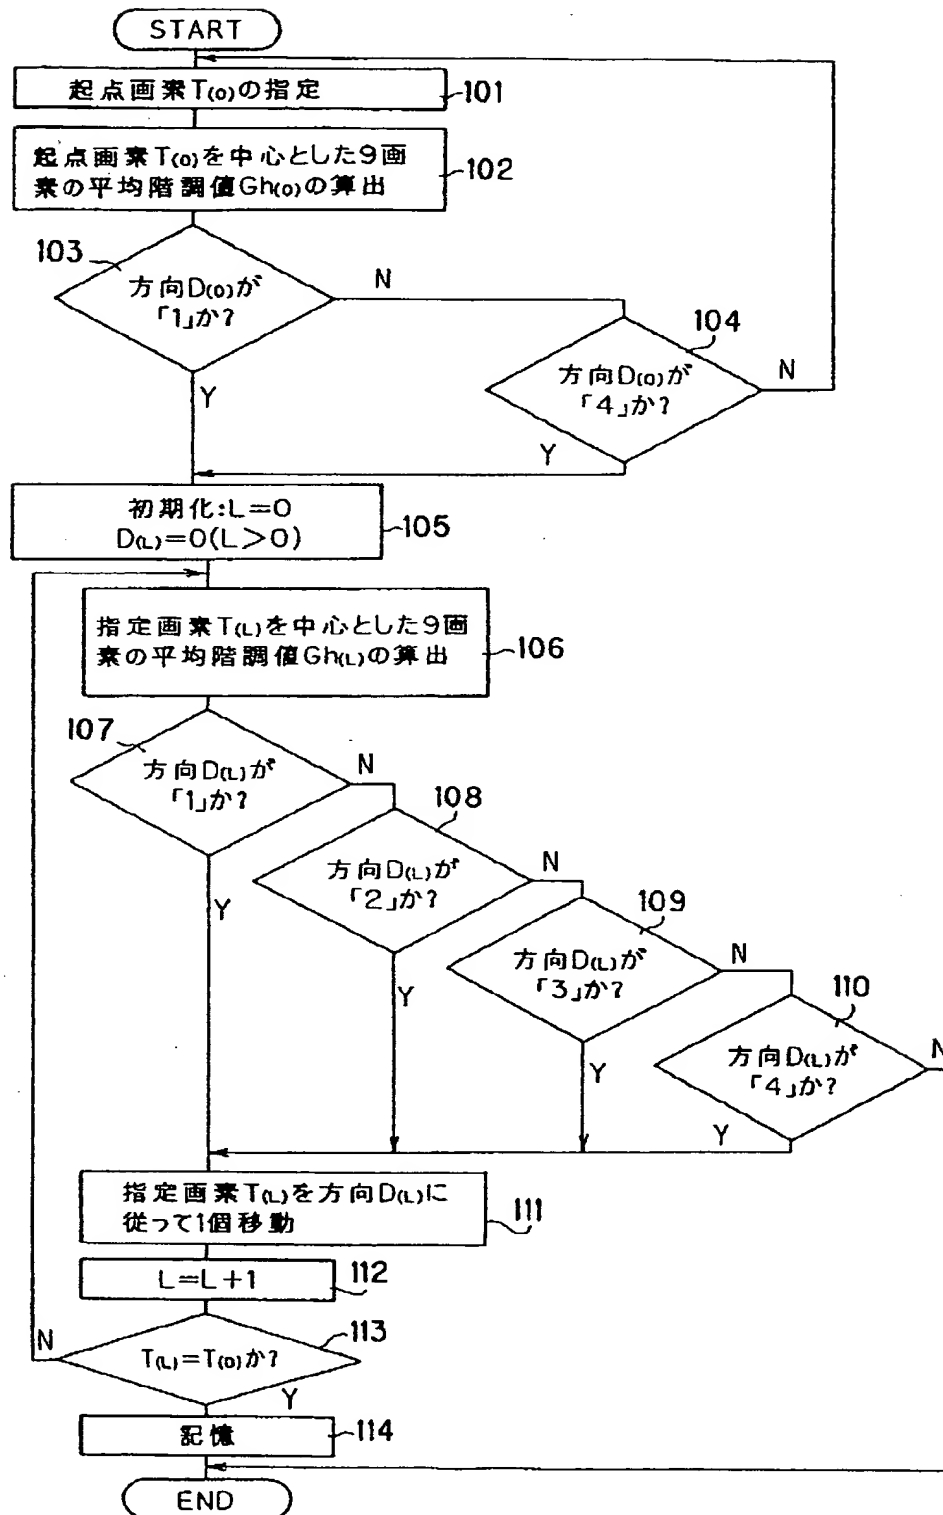 START
起点画素T(0)の指定
101
起点画素T(0)を中心とした9画
素の平均階調値Gh(0)の算出
102
103
方向D(0)が
「1」か?
N
Y
104
方向D(0)が
「4」か?
N
Y
初期化:L=0
D(L)=0(L>0)
105
指定画素T(L)を中心とした9画
素の平均階調値Gh(L)の算出
106
107
方向D(L)が
「1」か?
N
Y
108
方向D(L)が
「2」か?
N
Y
109
方向D(L)が
「3」か?
N
Y
110
方向D(L)が
「4」か?
N
Y
指定画素T(L)を方向D(L)に
従って1個移動
111
L=L+1
112
113
T(L)=T(0)か?
N
Y
記憶
114
END